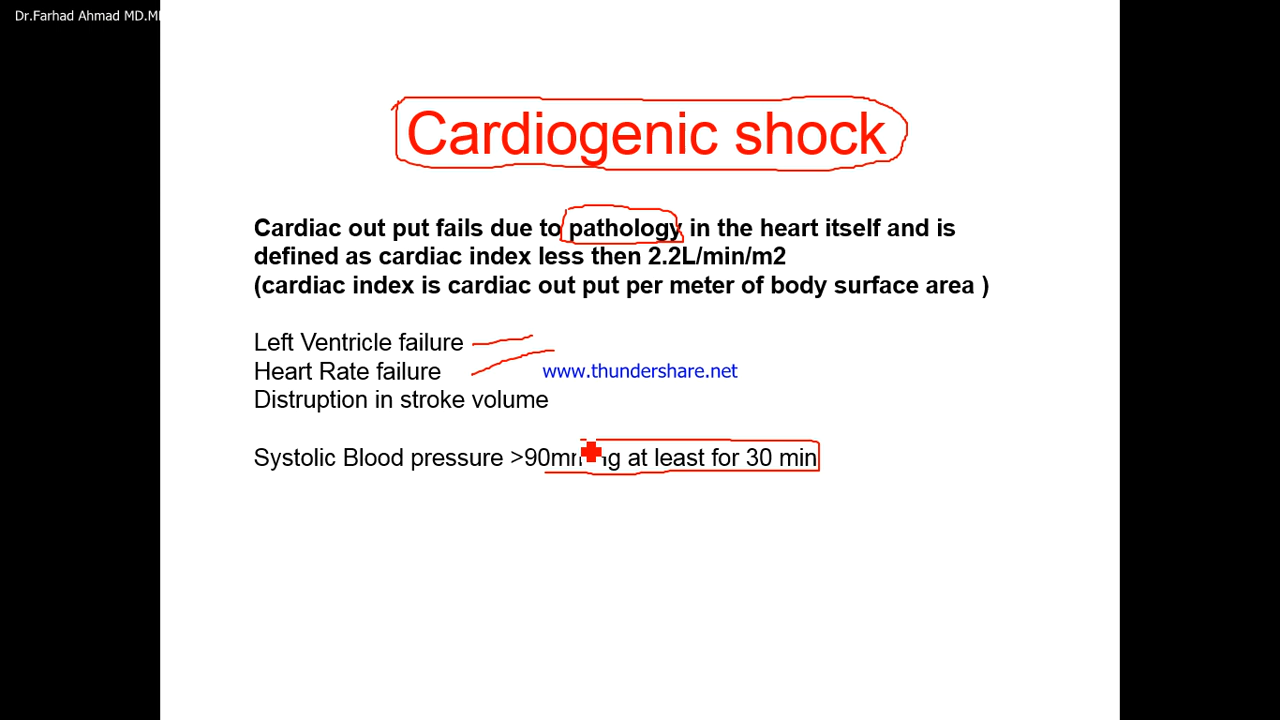 Dr.Farhad Ahmad MD.MI
Cardiogenic shock
Cardiac out put fails due to pathology in the heart itself and is
defined as cardiac index less then 2.2L/min/m2
(cardiac index is cardiac out put per meter of body surface area )
Left Ventricle failure
Heart Rate failure
www.thundershare.net
Distruption in stroke volume
Systolic Blood pressure >90 at least for 30 min